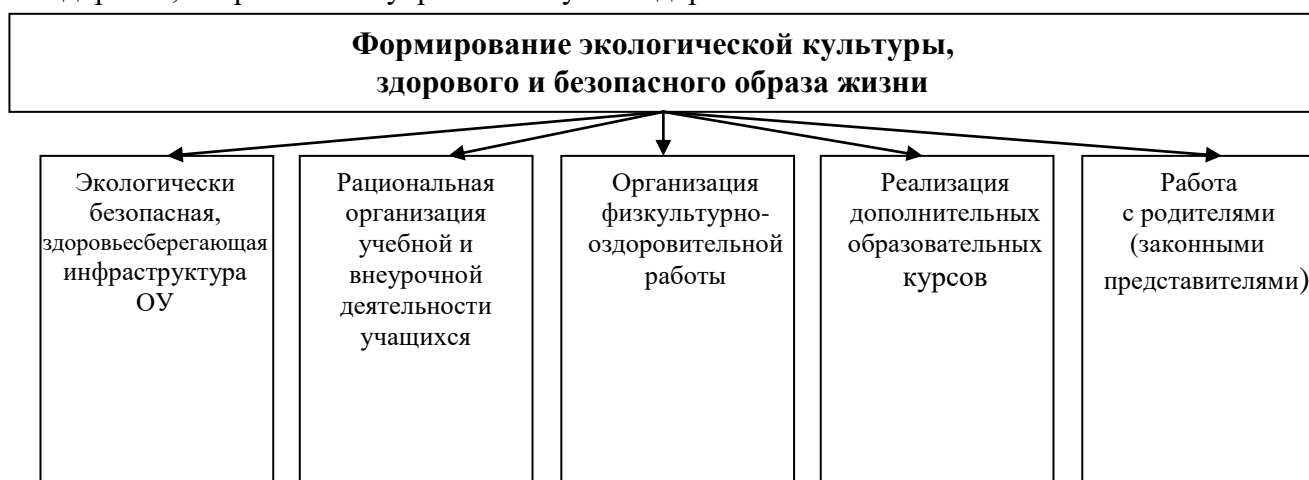 Формирование экологической культуры,
здорового и безопасного образа жизни
Экологически
безопасная,
здоровьесберегающая
инфраструктура
ОУ
Рациональная
организация
учебной и
внеурочной
деятельности
учащихся
Организация
физкультурно-
оздоровительной
работы
Реализация
дополнительных
образовательных
курсов
Работа
с родителями
(законными
представителями)